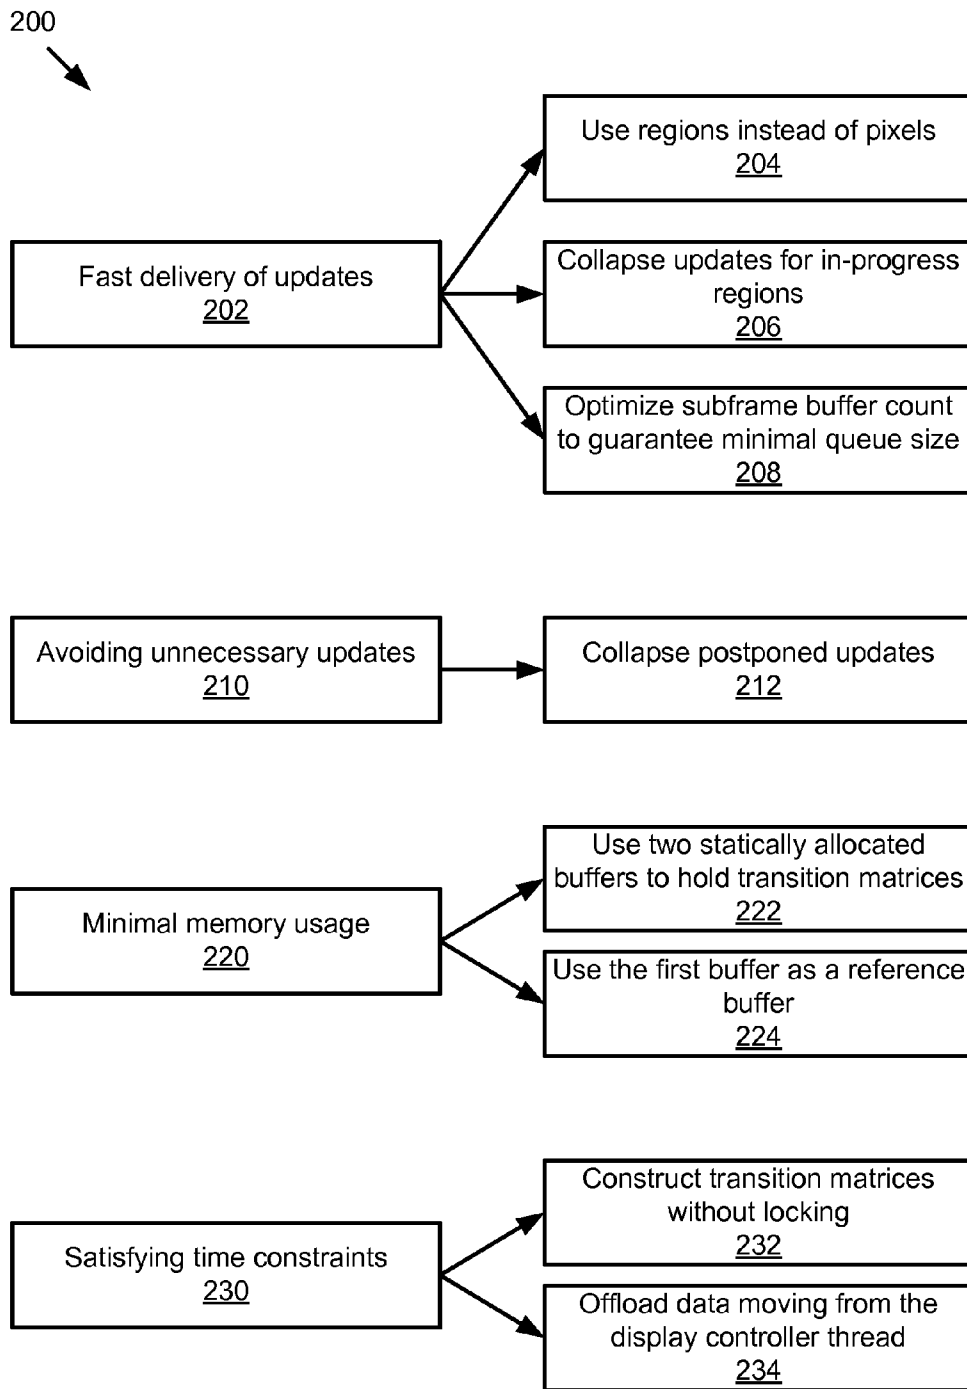 200
Use regions instead of pixels
204
Fast delivery of updates
202
Collapse updates for in-progress
regions
206
Optimize subframe buffer count
to guarantee minimal queue size
208
Avoiding unnecessary updates
210
Collapse postponed updates
212
Use two statically allocated
buffers to hold transition matrices
222
Minimal memory usage
220
Use the first buffer as a reference
buffer
224
Construct transition matrices
without locking
232
Satisfying time constraints
230
Offload data moving from the
display controller thread
234